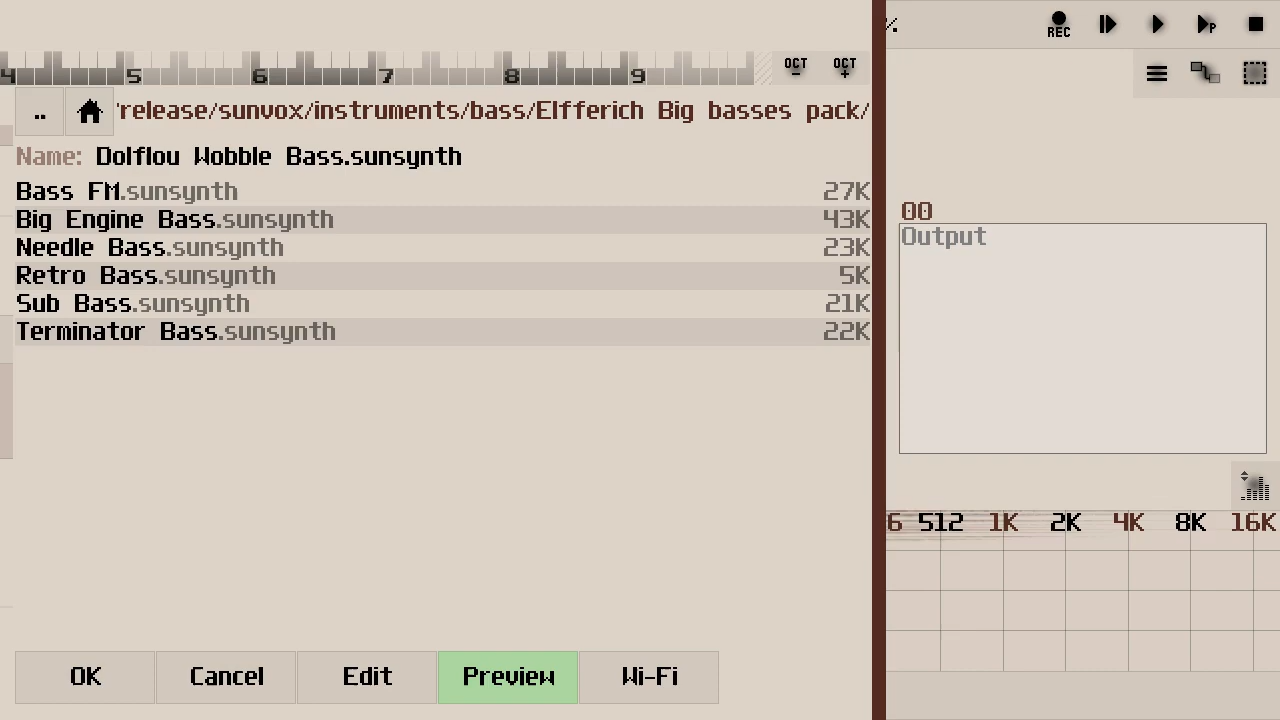 REC
P
4 5 6 7 8 9 OCT - OCT +
.. 'release/sunvox/instruments/bass/Elfferich Big basses pack/
Name: Dolflou Wobble Bass.sunsynth
Bass FM.sunsynth 27K
Big Engine Bass.sunsynth 43K
Needle Bass.sunsynth 23K
Retro Bass.sunsynth 5K
Sub Bass.sunsynth 21K
Terminator Bass.sunsynth 22K
OK Cancel Edit Preview Wi-Fi
00
Output
6 512 1K 2K 4K 8K 16K